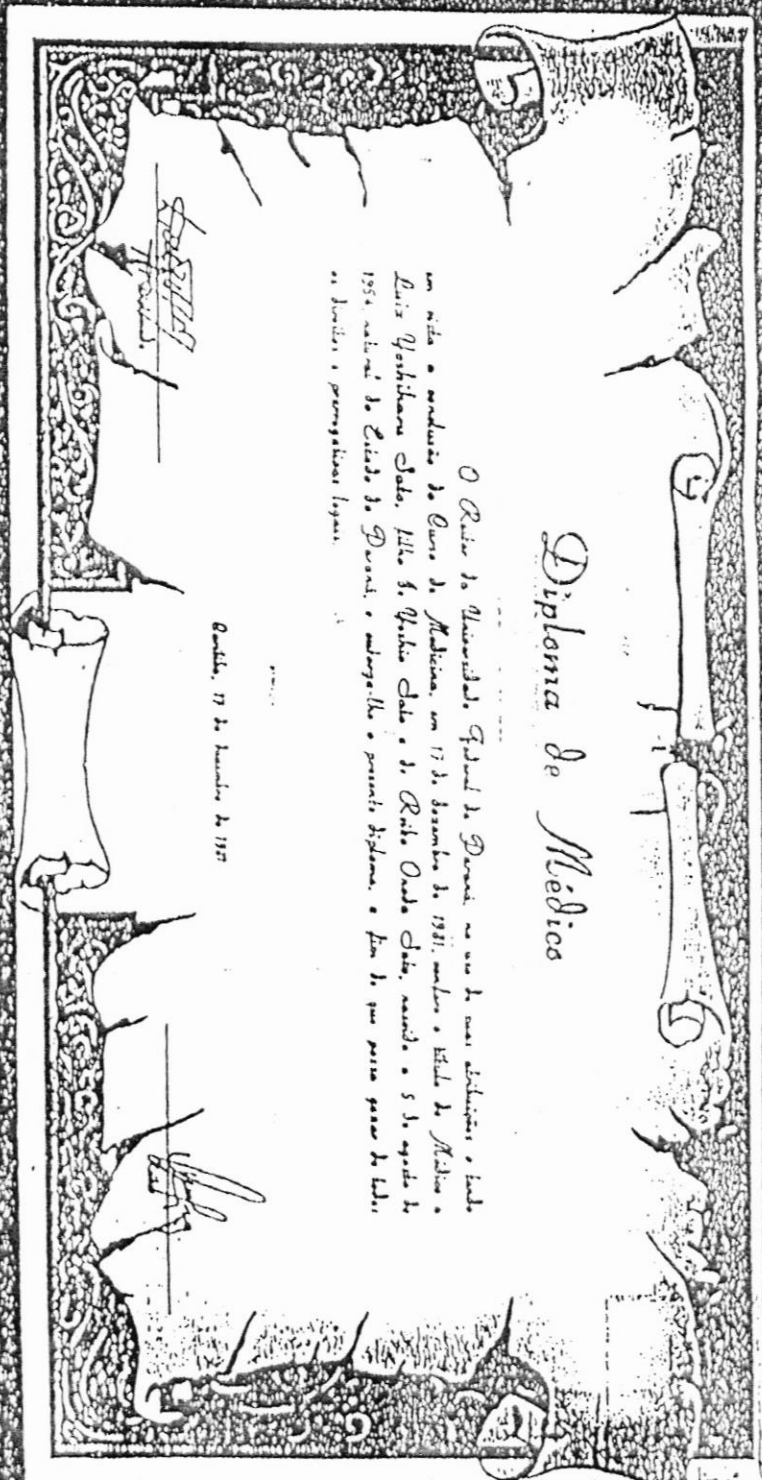 Diploma de Médico
O Reitor da Universidade Federal do Paraná, no uso de suas atribuições e tendo
em vista a conclusão do Curso de Medicina, em 17 de dezembro de 1981, confere o título de Médico a
Luiz Yoshiharu Sato, filho de Yoshio Sato e de Onda Sato, nascido a 5 de agosto de
1954, natural do Estado do Paraná, e outorga-lhe o presente diploma, a fim de que possa gozar de todos
os direitos e prerrogativas legais.
Curitiba, 17 de dezembro de